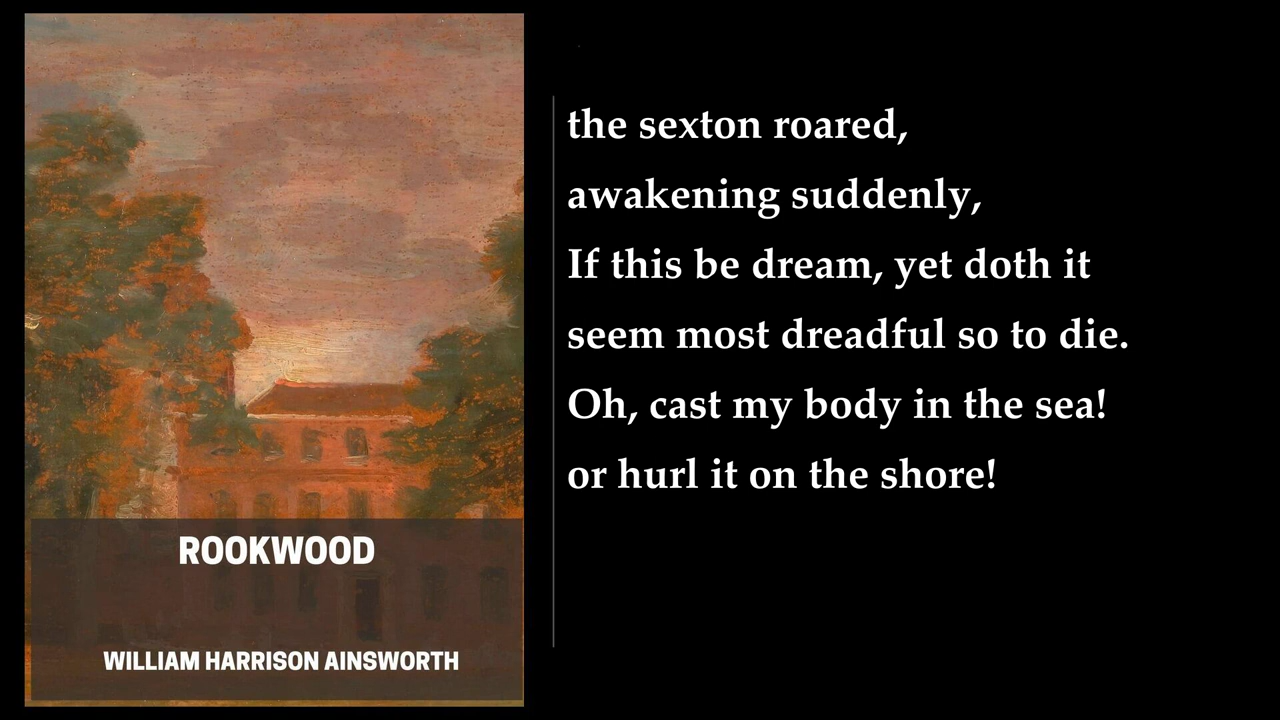 the sexton roared,
awakening suddenly,
If this be dream, yet doth it
seem most dreadful so to die.
Oh, cast my body in the sea!
or hurl it on the shore!
ROOKWOOD
WILLIAM HARRISON AINSWORTH